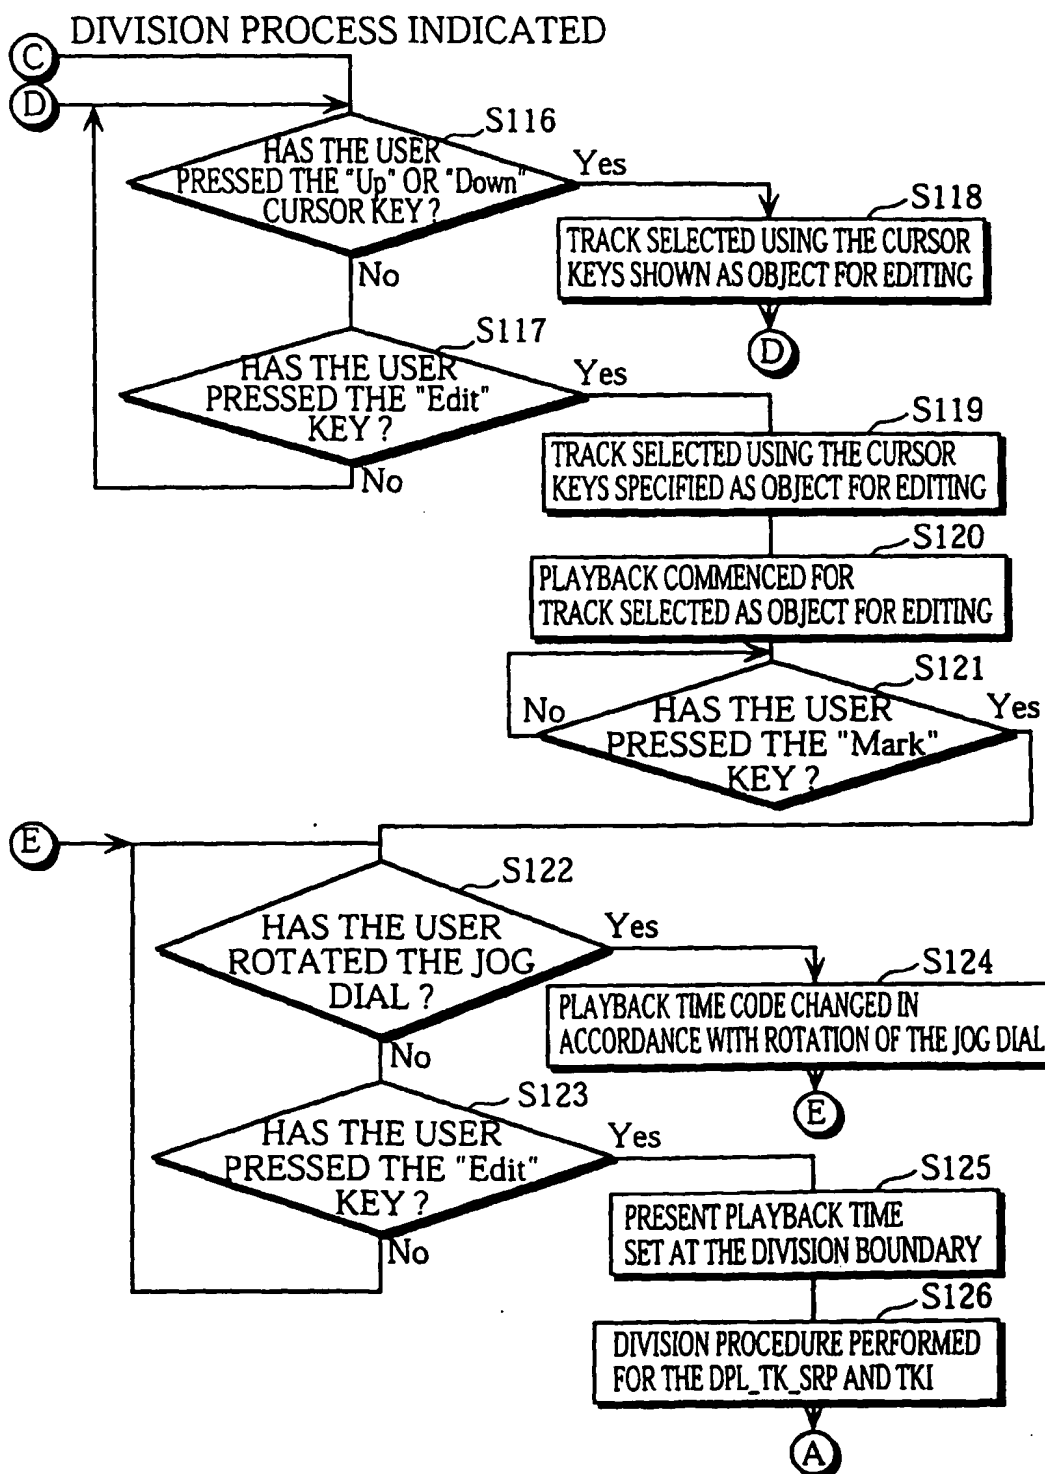 DIVISION PROCESS INDICATED
C
D
S116
HAS THE USER
PRESSED THE "Up" OR "Down"
CURSOR KEY ?
Yes
No
S118
TRACK SELECTED USING THE CURSOR
KEYS SHOWN AS OBJECT FOR EDITING
D
S117
HAS THE USER
PRESSED THE "Edit"
KEY ?
Yes
No
S119
TRACK SELECTED USING THE CURSOR
KEYS SPECIFIED AS OBJECT FOR EDITING
S120
PLAYBACK COMMENCED FOR
TRACK SELECTED AS OBJECT FOR EDITING
S121
HAS THE USER
PRESSED THE "Mark"
KEY ?
No
Yes
E
S122
HAS THE USER
ROTATED THE JOG
DIAL ?
Yes
No
S124
PLAYBACK TIME CODE CHANGED IN
ACCORDANCE WITH ROTATION OF THE JOG DIAL
E
S123
HAS THE USER
PRESSED THE "Edit"
KEY ?
Yes
No
S125
PRESENT PLAYBACK TIME
SET AT THE DIVISION BOUNDARY
S126
DIVISION PROCEDURE PERFORMED
FOR THE DPL_TK_SRP AND TKI
A